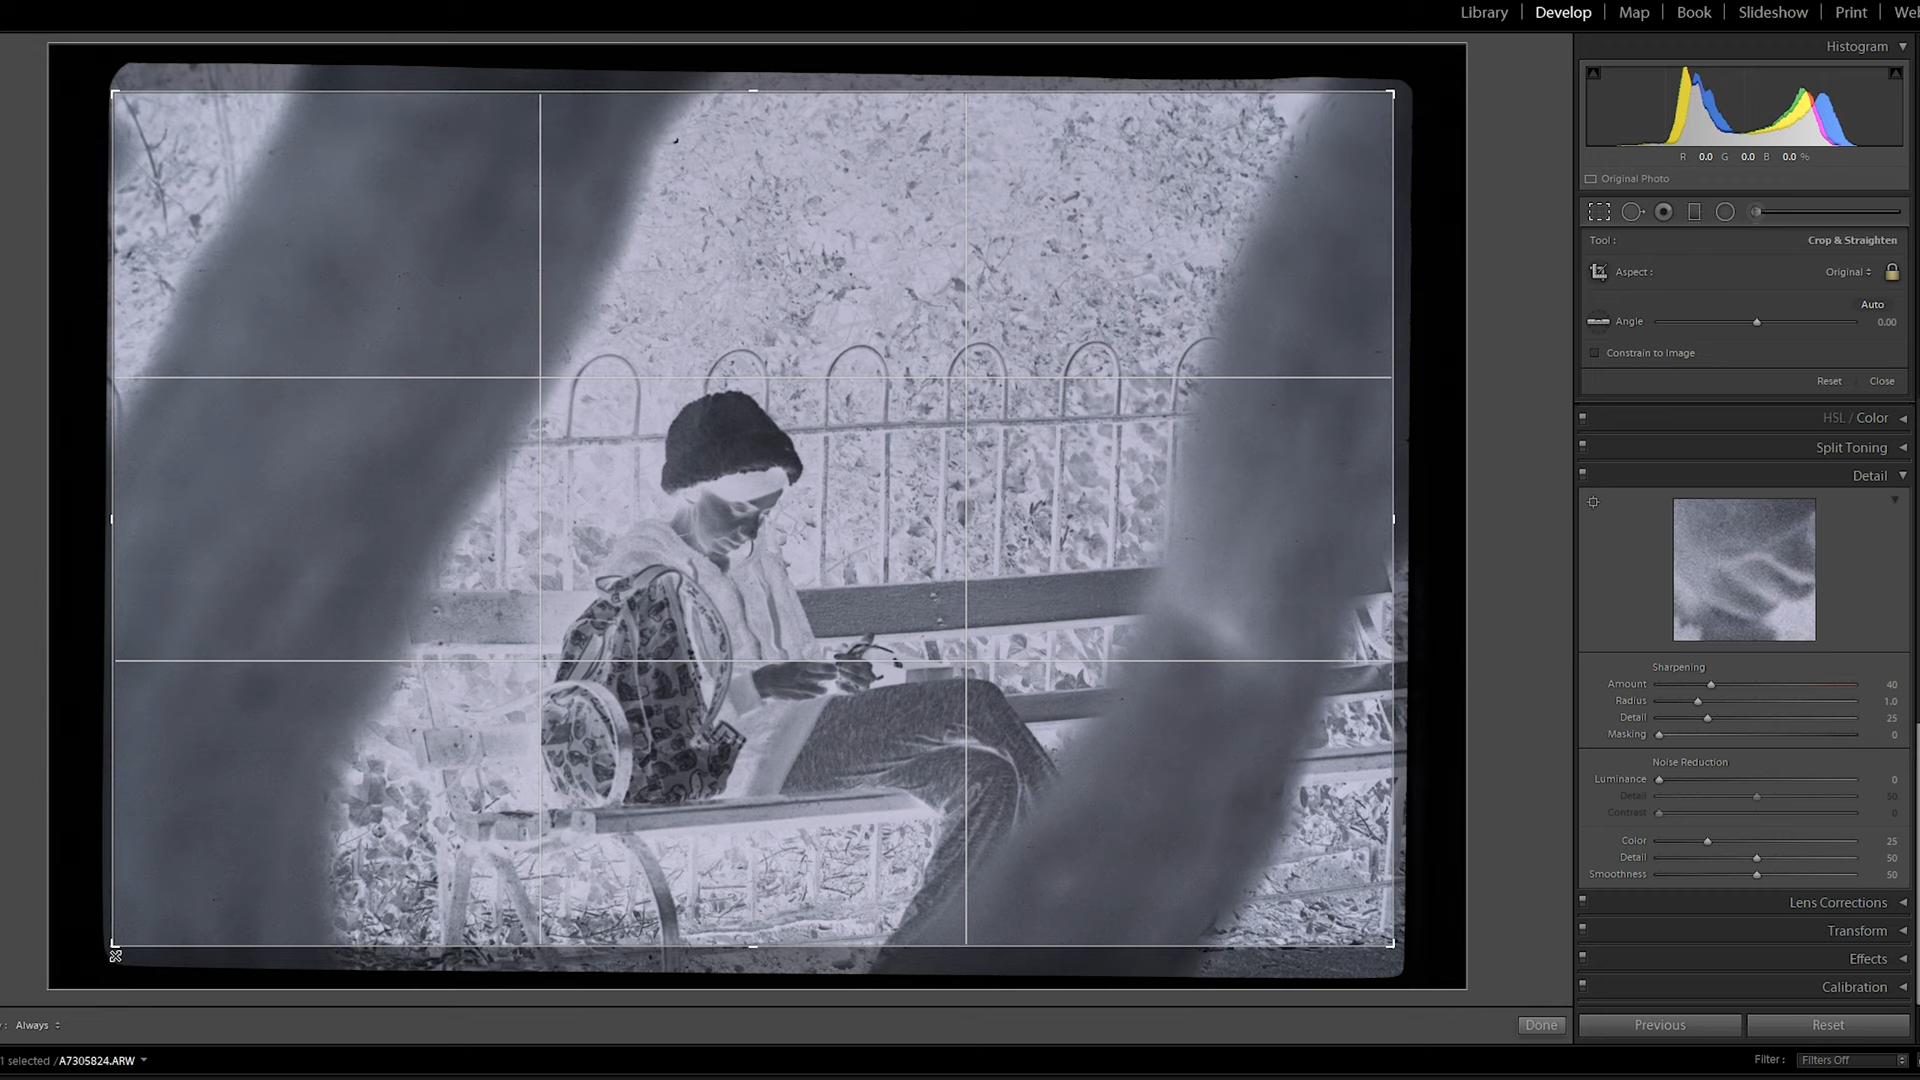 Library | Develop | Map | Book | Slideshow | Print | Web
Histogram
R 0.0 G 0.0 B 0.0 %
Original Photo
Tool : Crop & Straighten
Aspect : Original
Auto
Angle 0.00
Constrain to Image
Reset Close
HSL / Color
Split Toning
Detail
Sharpening
Amount 40
Radius 1.0
Detail 25
Masking 0
Noise Reduction
Luminance 0
Detail 50
Contrast 0
Color 25
Detail 50
Smoothness 50
Lens Corrections
Transform
Effects
Calibration
: Always Done Previous Reset
1 selected / A7305824.ARW Filter : Filters Off